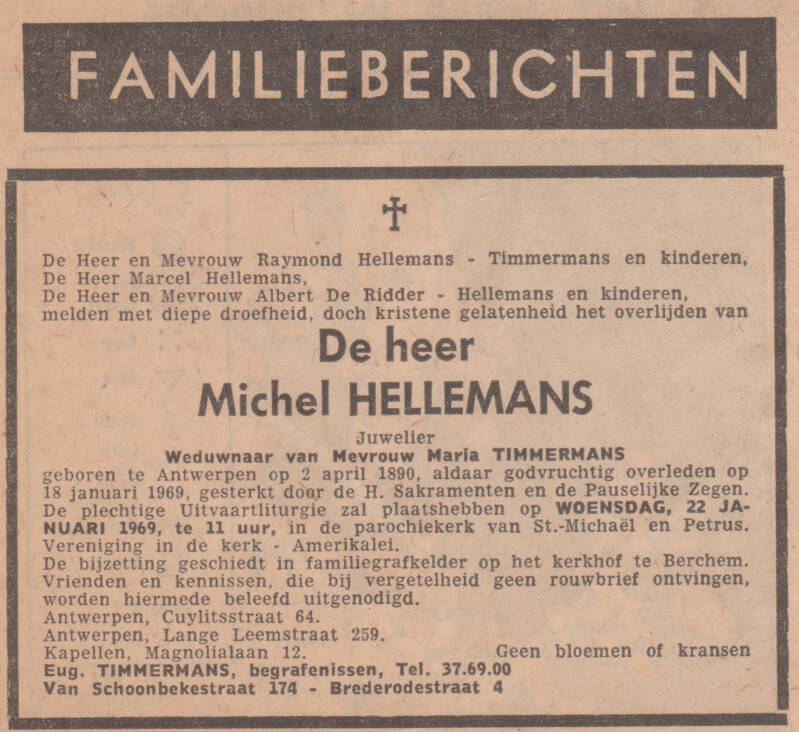 FAMILIEBERICHTEN
De Heer en Mevrouw Raymond Hellemans - Timmermans en kinderen,
De Heer Marcel Hellemans,
De Heer en Mevrouw Albert De Ridder - Hellemans en kinderen,
melden met diepe droefheid, doch kristene gelatenheid het overlijden van
De heer
Michel HELLEMANS
Juwelier
Weduwnaar van Mevrouw Maria TIMMERMANS
geboren te Antwerpen op 2 april 1890, aldaar godvruchtig overleden op
18 januari 1969, gesterkt door de H. Sakramenten en de Pauselijke Zegen.
De plechtige Uitvaartliturgie zal plaatshebben op WOENSDAG, 22 JA-
NUARI 1969, te 11 uur, in de parochiekerk van St.-Michaël en Petrus.
Vereniging in de kerk - Amerikalei.
De bijzetting geschiedt in familiegrafkelder op het kerkhof te Berchem.
Vrienden en kennissen, die bij vergetelheid geen rouwbrief ontvingen,
worden hiermede beleefd uitgenodigd.
Antwerpen, Cuylitsstraat 64.
Antwerpen, Lange Leemstraat 259.
Kapellen, Magnolialaan 12. Geen bloemen of kransen
Eug. TIMMERMANS, begrafenissen, Tel. 37.69.00
Van Schoonbekestraat 174 - Brederodestraat 4